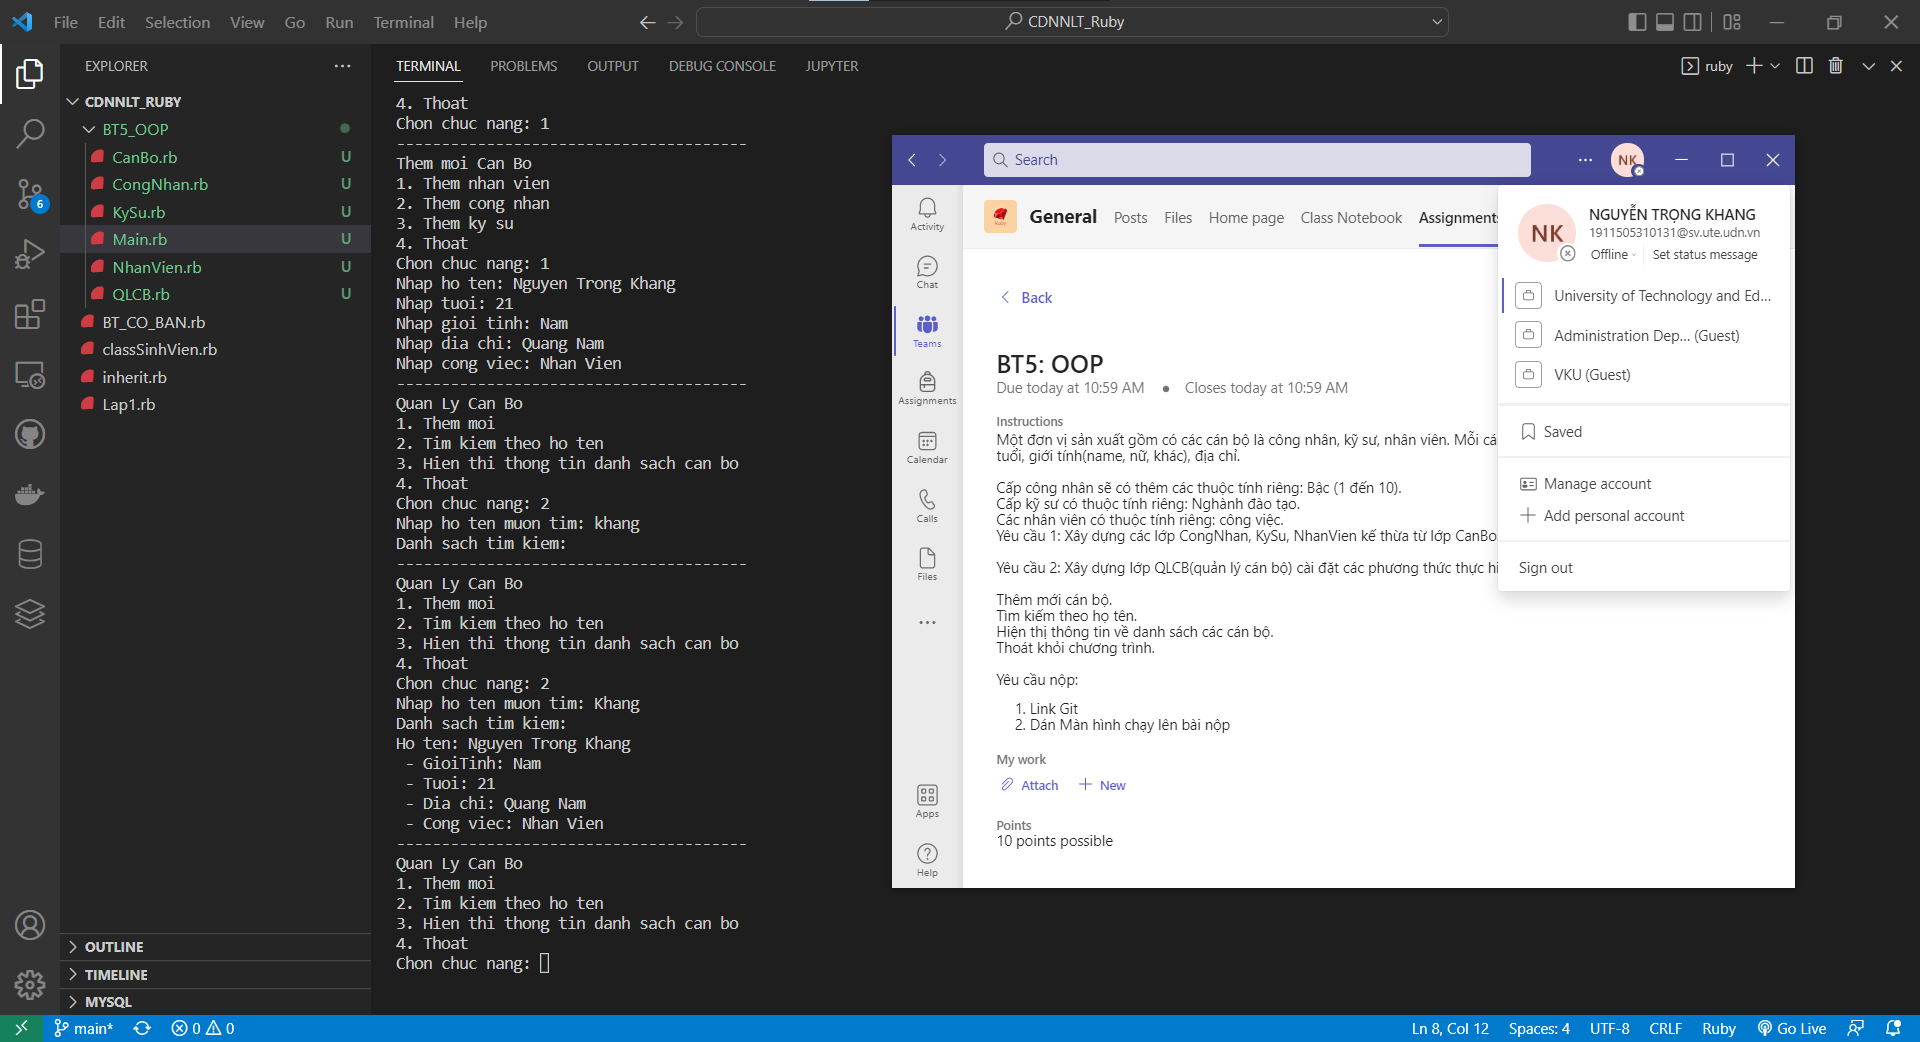 File Edit Selection View Go Run Terminal Help
CDNNLT_Ruby
EXPLORER
CDNNLT_RUBY
BT5_OOP
CanBo.rb U
CongNhan.rb U
KySu.rb U
Main.rb U
NhanVien.rb U
QLCB.rb U
BT_CO_BAN.rb
classSinhVien.rb
inherit.rb
Lap1.rb
6
OUTLINE
TIMELINE
MYSQL
TERMINAL PROBLEMS OUTPUT DEBUG CONSOLE JUPYTER
ruby
4. Thoat
Chon chuc nang: 1
---------------------------------------
Them moi Can Bo
1. Them nhan vien
2. Them cong nhan
3. Them ky su
4. Thoat
Chon chuc nang: 1
Nhap ho ten: Nguyen Trong Khang
Nhap tuoi: 21
Nhap gioi tinh: Nam
Nhap dia chi: Quang Nam
Nhap cong viec: Nhan Vien
---------------------------------------
Quan Ly Can Bo
1. Them moi
2. Tim kiem theo ho ten
3. Hien thi thong tin danh sach can bo
4. Thoat
Chon chuc nang: 2
Nhap ho ten muon tim: khang
Danh sach tim kiem:
---------------------------------------
Quan Ly Can Bo
1. Them moi
2. Tim kiem theo ho ten
3. Hien thi thong tin danh sach can bo
4. Thoat
Chon chuc nang: 2
Nhap ho ten muon tim: Khang
Danh sach tim kiem:
Ho ten: Nguyen Trong Khang
- GioiTinh: Nam
- Tuoi: 21
- Dia chi: Quang Nam
- Cong viec: Nhan Vien
---------------------------------------
Quan Ly Can Bo
1. Them moi
2. Tim kiem theo ho ten
3. Hien thi thong tin danh sach can bo
4. Thoat
Chon chuc nang:
Search
NK
Activity
Chat
Teams
Assignments
Calendar
Calls
Files
Apps
Help
General Posts Files Home page Class Notebook Assignments
Back
BT5: OOP
Due today at 10:59 AM • Closes today at 10:59 AM
Instructions
Một đơn vị sản xuất gồm có các cán bộ là công nhân, kỹ sư, nhân viên. Mỗi cá
tuổi, giới tính(name, nữ, khác), địa chỉ.
Cấp công nhân sẽ có thêm các thuộc tính riêng: Bậc (1 đến 10).
Cấp kỹ sư có thuộc tính riêng: Nghành đào tạo.
Các nhân viên có thuộc tính riêng: công việc.
Yêu cầu 1: Xây dựng các lớp CongNhan, KySu, NhanVien kế thừa từ lớp CanBo
Yêu cầu 2: Xây dựng lớp QLCB(quản lý cán bộ) cài đặt các phương thức thực hi
Thêm mới cán bộ.
Tìm kiếm theo họ tên.
Hiện thị thông tin về danh sách các cán bộ.
Thoát khỏi chương trình.
Yêu cầu nộp:
1. Link Git
2. Dán Màn hình chạy lên bài nộp
My work
Attach New
Points
10 points possible
NK
NGUYỄN TRỌNG KHANG
1911505310131@sv.ute.udn.vn
Offline Set status message
University of Technology and Ed...
Administration Dep... (Guest)
VKU (Guest)
Saved
Manage account
Add personal account
Sign out
main* 0 0 Ln 8, Col 12 Spaces: 4 UTF-8 CRLF Ruby Go Live